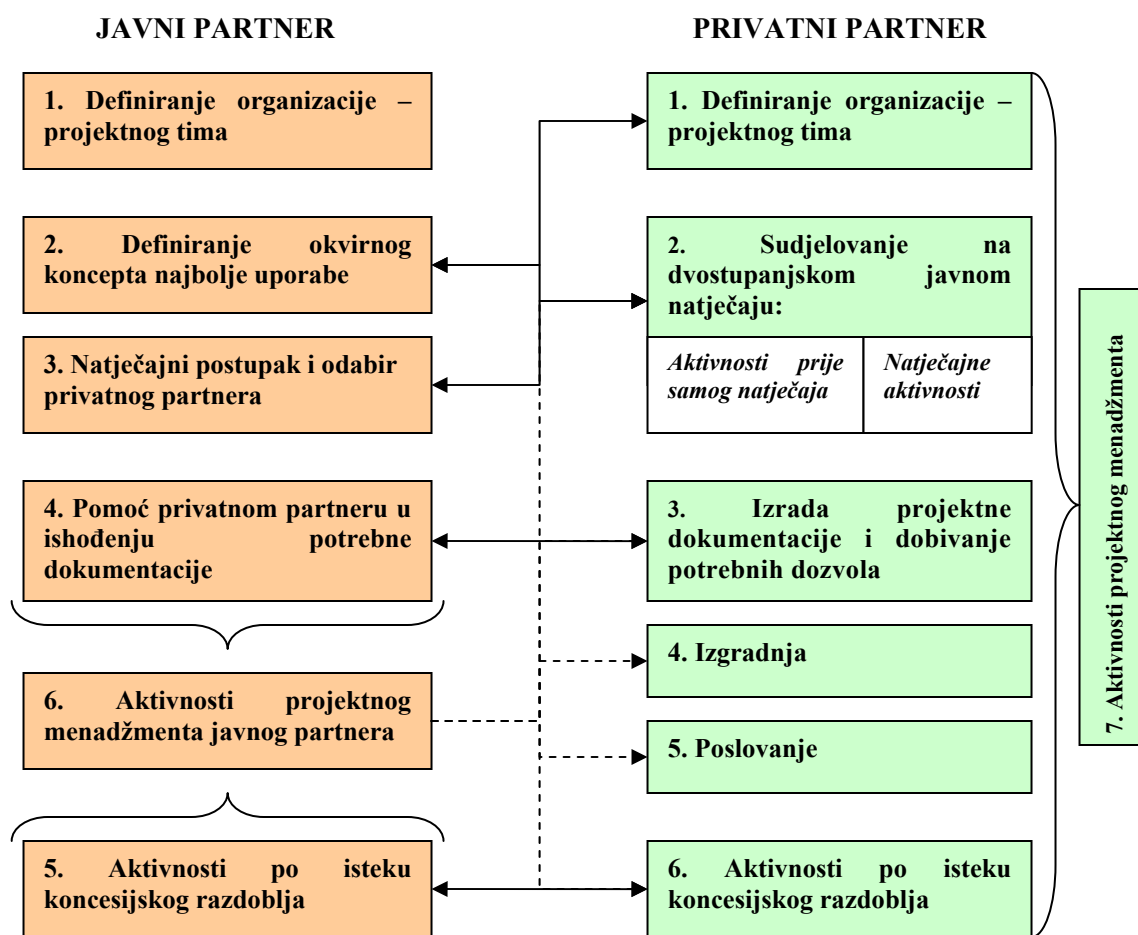 JAVNI PARTNER
1. Definiranje organizacije –
projektnog tima
2. Definiranje okvirnog
koncepta najbolje uporabe
3. Natječajni postupak i odabir
privatnog partnera
4. Pomoć privatnom partneru u
ishođenju potrebne
dokumentacije
6. Aktivnosti projektnog
menadžmenta javnog partnera
5. Aktivnosti po isteku
koncesijskog razdoblja
PRIVATNI PARTNER
1. Definiranje organizacije –
projektnog tima
2. Sudjelovanje na
dvostupanjskom javnom
natječaju:
Aktivnosti prije
samog natječaja
Natječajne
aktivnosti
3. Izrada projektne
dokumentacije i dobivanje
potrebnih dozvola
4. Izgradnja
5. Poslovanje
6. Aktivnosti po isteku
koncesijskog razdoblja
7. Aktivnosti projektnog menadžmenta